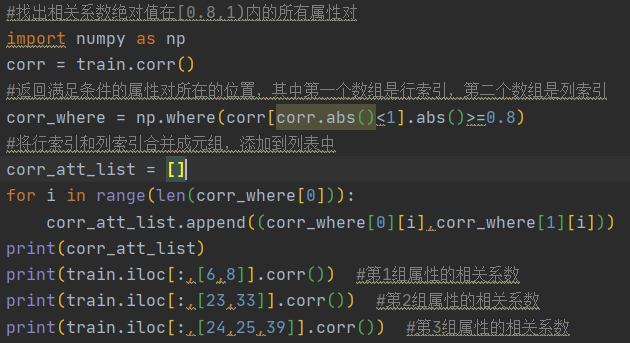 #找出相关系数绝对值在[0.8,1)内的所有属性对
import numpy as np
corr = train.corr()
#返回满足条件的属性对所在的位置，其中第一个数组是行索引，第二个数组是列索引
corr_where = np.where(corr[corr.abs()<1].abs()>=0.8)
#将行索引和列索引合并成元组，添加到列表中
corr_att_list = []
for i in range(len(corr_where[0])):
    corr_att_list.append((corr_where[0][i],corr_where[1][i]))
print(corr_att_list)
print(train.iloc[:,[6,8]].corr())  #第1组属性的相关系数
print(train.iloc[:,[23,33]].corr())  #第2组属性的相关系数
print(train.iloc[:,[24,25,39]].corr())  #第3组属性的相关系数